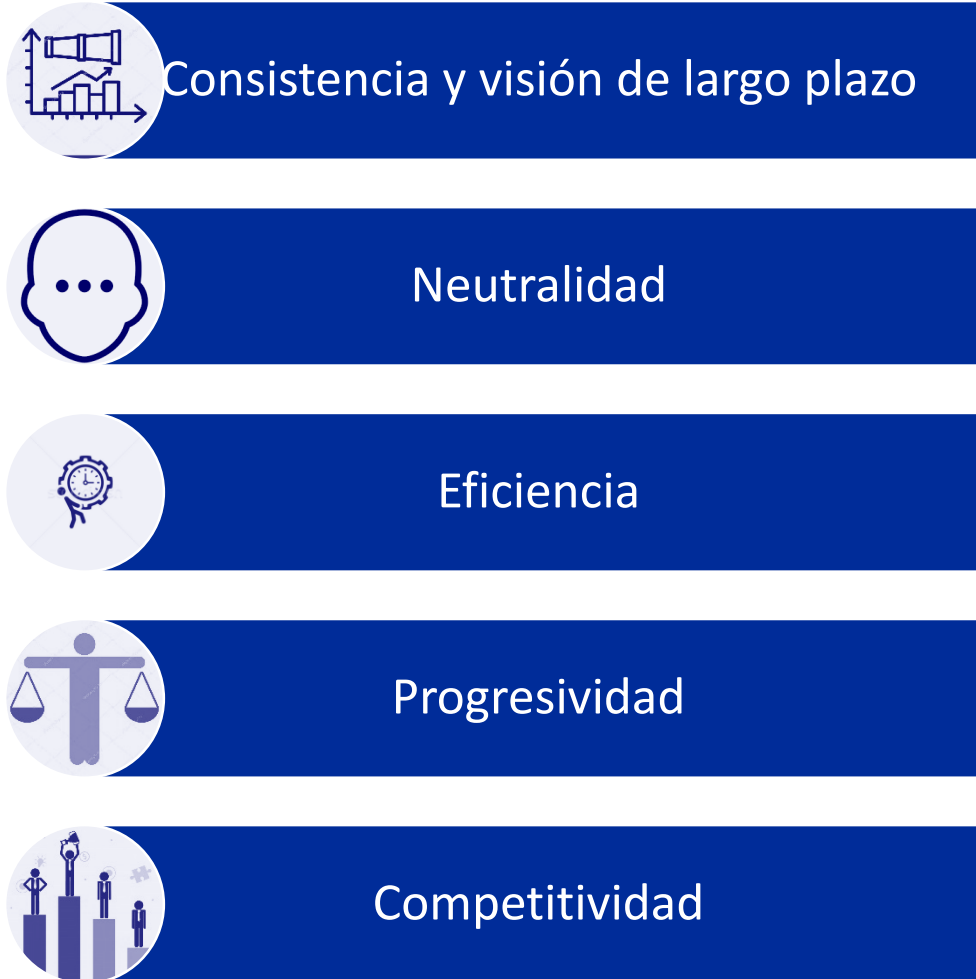 Consistencia y visión de largo plazo
Neutralidad
Eficiencia
Progresividad
Competitividad